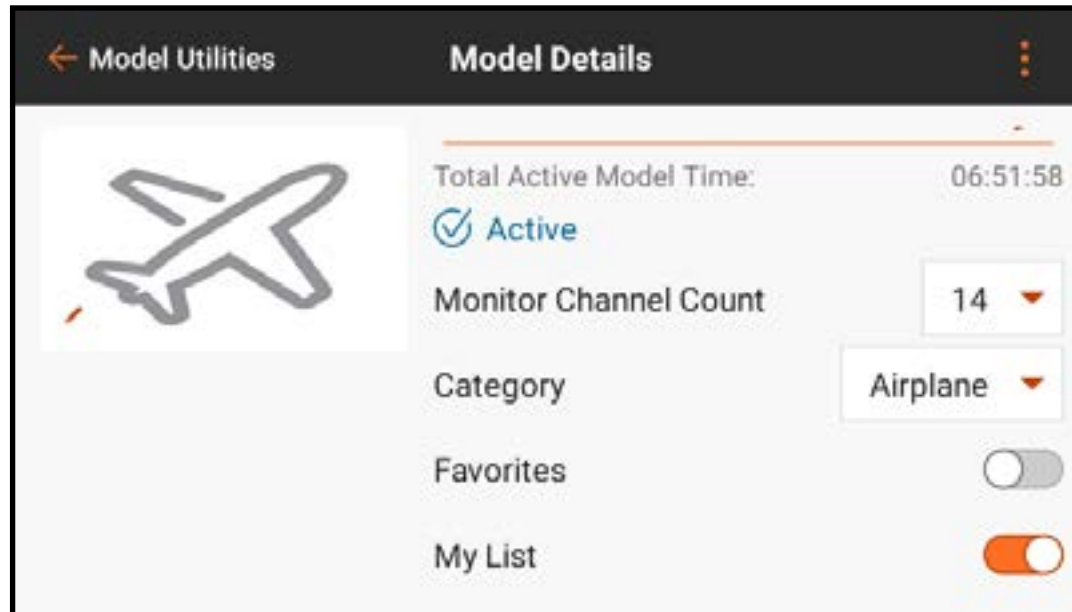 Model Utilities Model Details
Total Active Model Time: 06:51:58
Active
Monitor Channel Count 14
Category Airplane
Favorites
My List